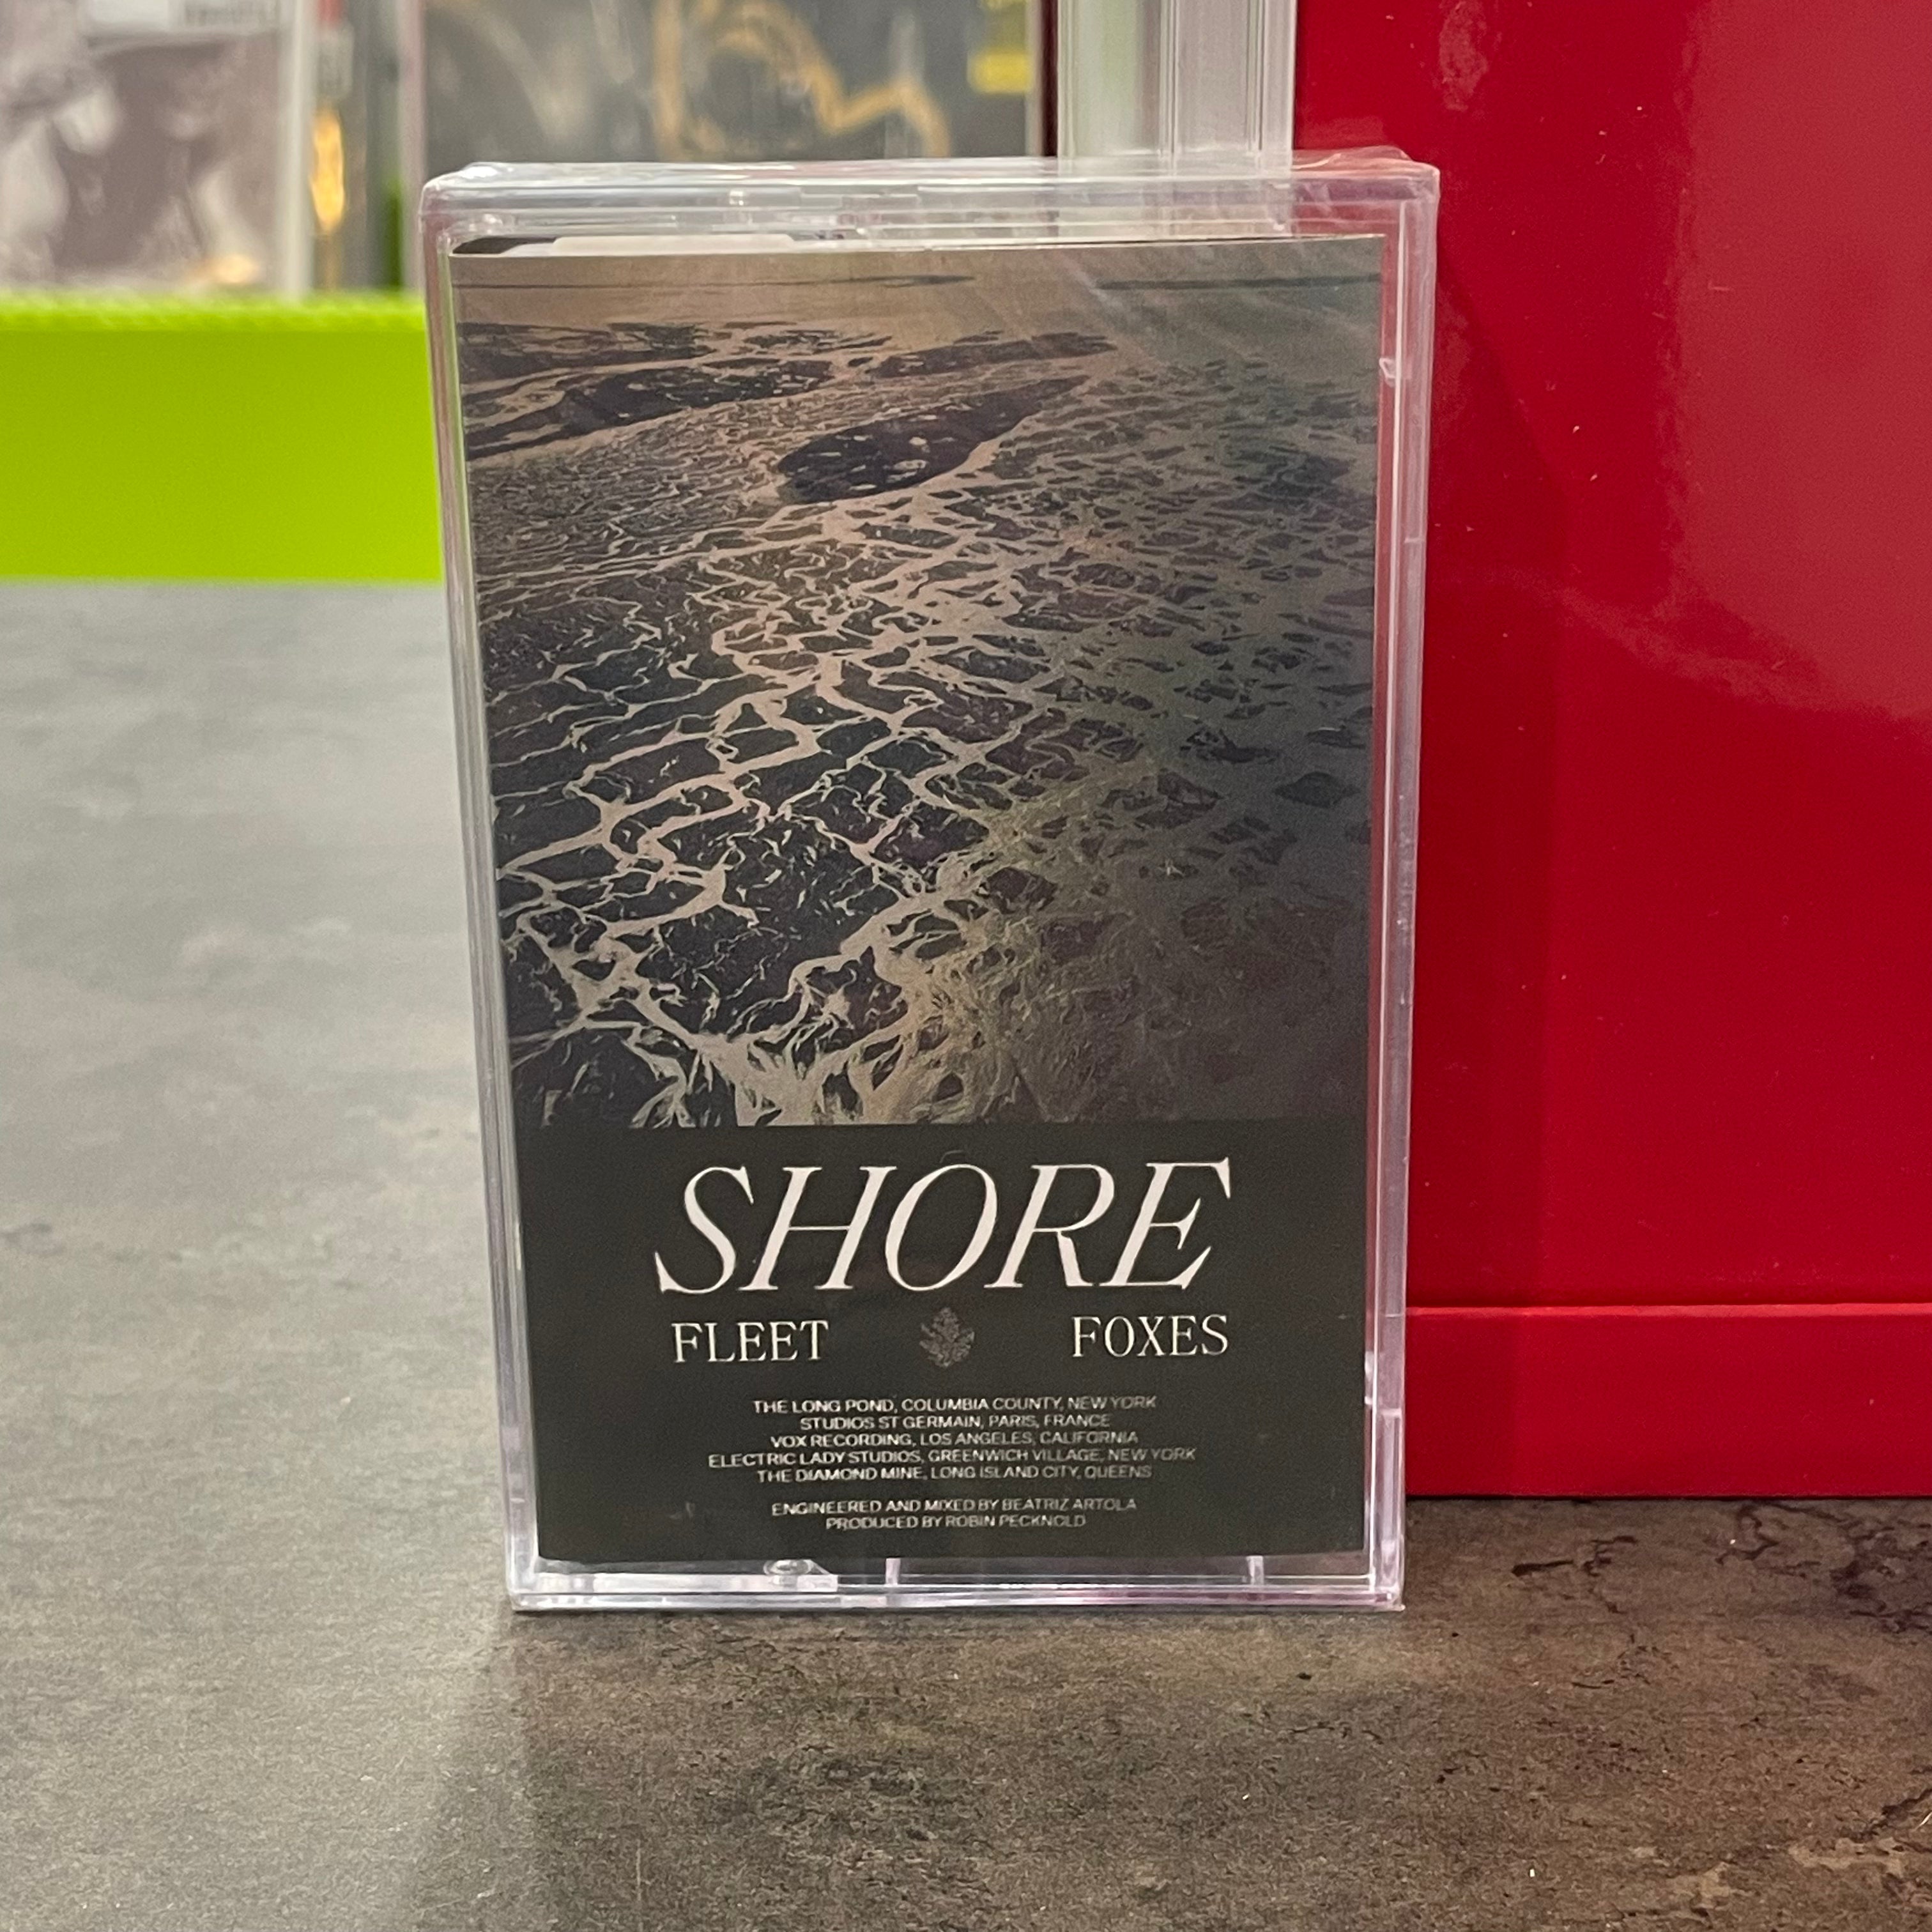 SHORE
FLEET FOXES
THE LONG POND, COLUMBIA COUNTY, NEW YORK
STUDIOS ST GERMAIN, PARIS, FRANCE
VOX RECORDING, LOS ANGELES, CALIFORNIA
ELECTRIC LADY STUDIOS, GREENWICH VILLAGE, NEW YORK
THE DIAMOND MINE, LONG ISLAND CITY, QUEENS
ENGINEERED AND MIXED BY BEATRIZ ARTOLA
PRODUCED BY ROBIN PECKNOLD